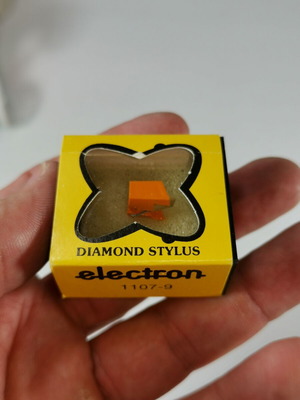 DIAMOND STYLUS
electron
1107-9